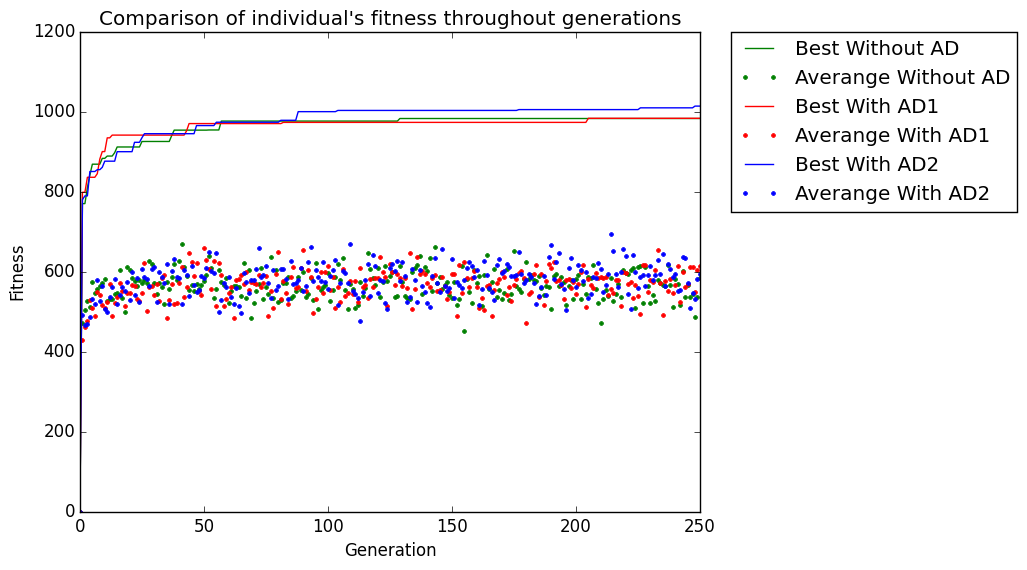 Comparison of individual's fitness throughout generations
1200
1000
800
600
400
200
0
Fitness
0 50 100 150 200 250
Generation
Best Without AD
Averange Without AD
Best With AD1
Averange With AD1
Best With AD2
Averange With AD2